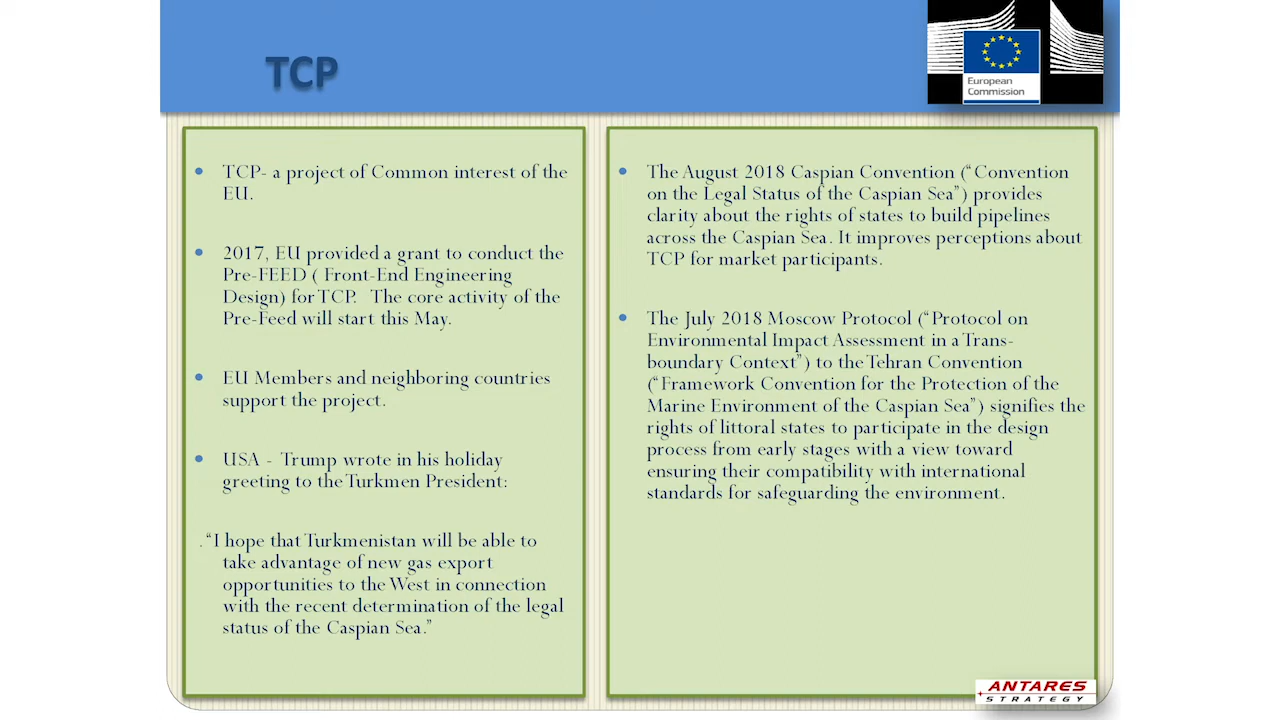 TCP
European
Commission
• TCP- a project of Common interest of the
EU.
• 2017, EU provided a grant to conduct the
Pre-FEED ( Front-End Engineering
Design) for TCP. The core activity of the
Pre-Feed will start this May.
• EU Members and neighboring countries
support the project.
• USA - Trump wrote in his holiday
greeting to the Turkmen President:
.“I hope that Turkmenistan will be able to
take advantage of new gas export
opportunities to the West in connection
with the recent determination of the legal
status of the Caspian Sea.”
• The August 2018 Caspian Convention (“Convention
on the Legal Status of the Caspian Sea”) provides
clarity about the rights of states to build pipelines
across the Caspian Sea. It improves perceptions about
TCP for market participants.
• The July 2018 Moscow Protocol (“Protocol on
Environmental Impact Assessment in a Trans-
boundary Context”) to the Tehran Convention
(“Framework Convention for the Protection of the
Marine Environment of the Caspian Sea”) signifies the
rights of littoral states to participate in the design
process from early stages with a view toward
ensuring their compatibility with international
standards for safeguarding the environment.
ANTARES
STRATEGY